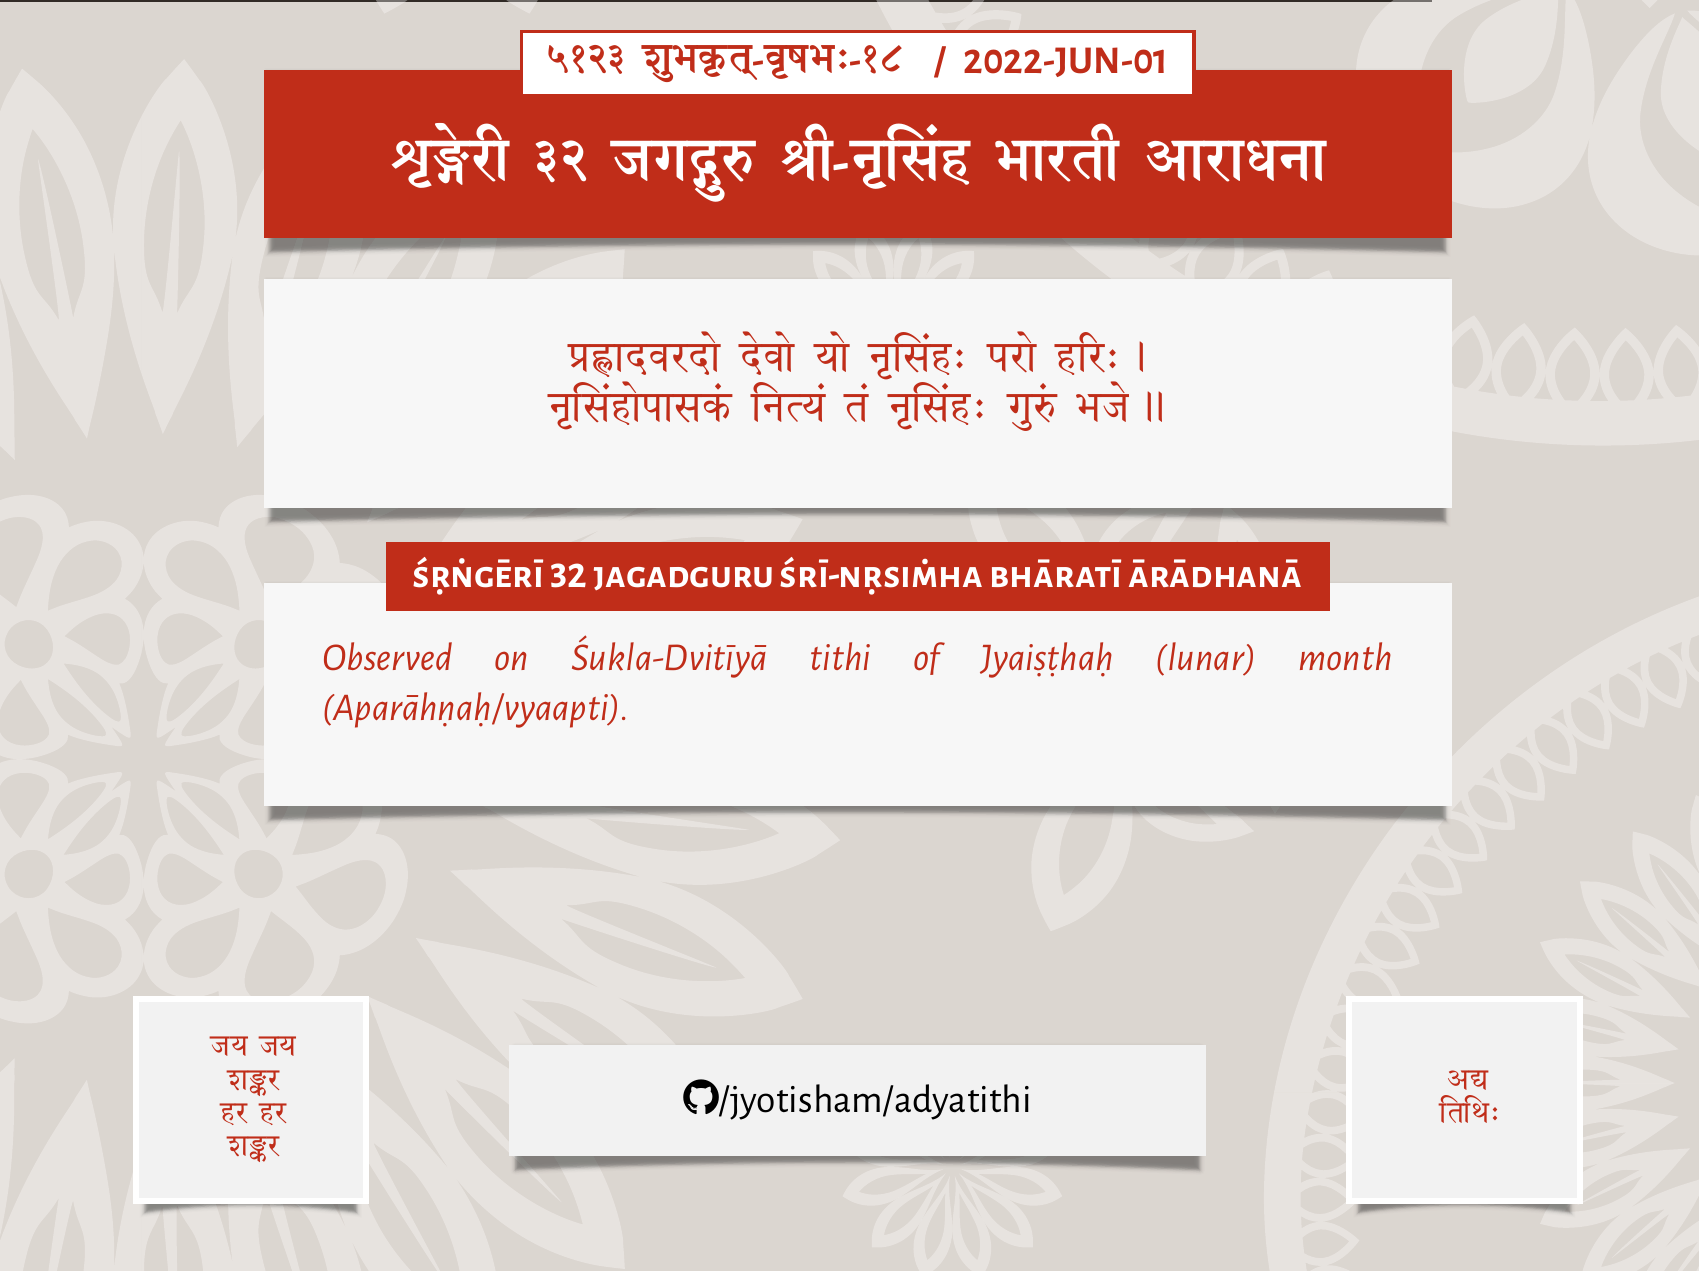 ५१२३ शुभकृत्-वृषभः-१८ / 2022-JUN-01
शृङ्गेरी ३२ जगद्गुरु श्री-नृसिंह भारती आराधना
प्रह्लादवरदो देवो यो नृसिंहः परो हरिः ।
नृसिंहोपासकं नित्यं तं नृसिंहः गुरुं भजे ॥
ŚṚṄGĒRĪ 32 JAGADGURU ŚRĪ-NṚSIṀHA BHĀRATĪ ĀRĀDHANĀ
Observed on Śukla-Dvitīyā tithi of Jyaiṣṭhaḥ (lunar) month
(Aparāhṇaḥ/vyaapti).
जय जय
शङ्कर
हर हर
शङ्कर
/jyotisham/adyatithi
अद्य
तिथिः